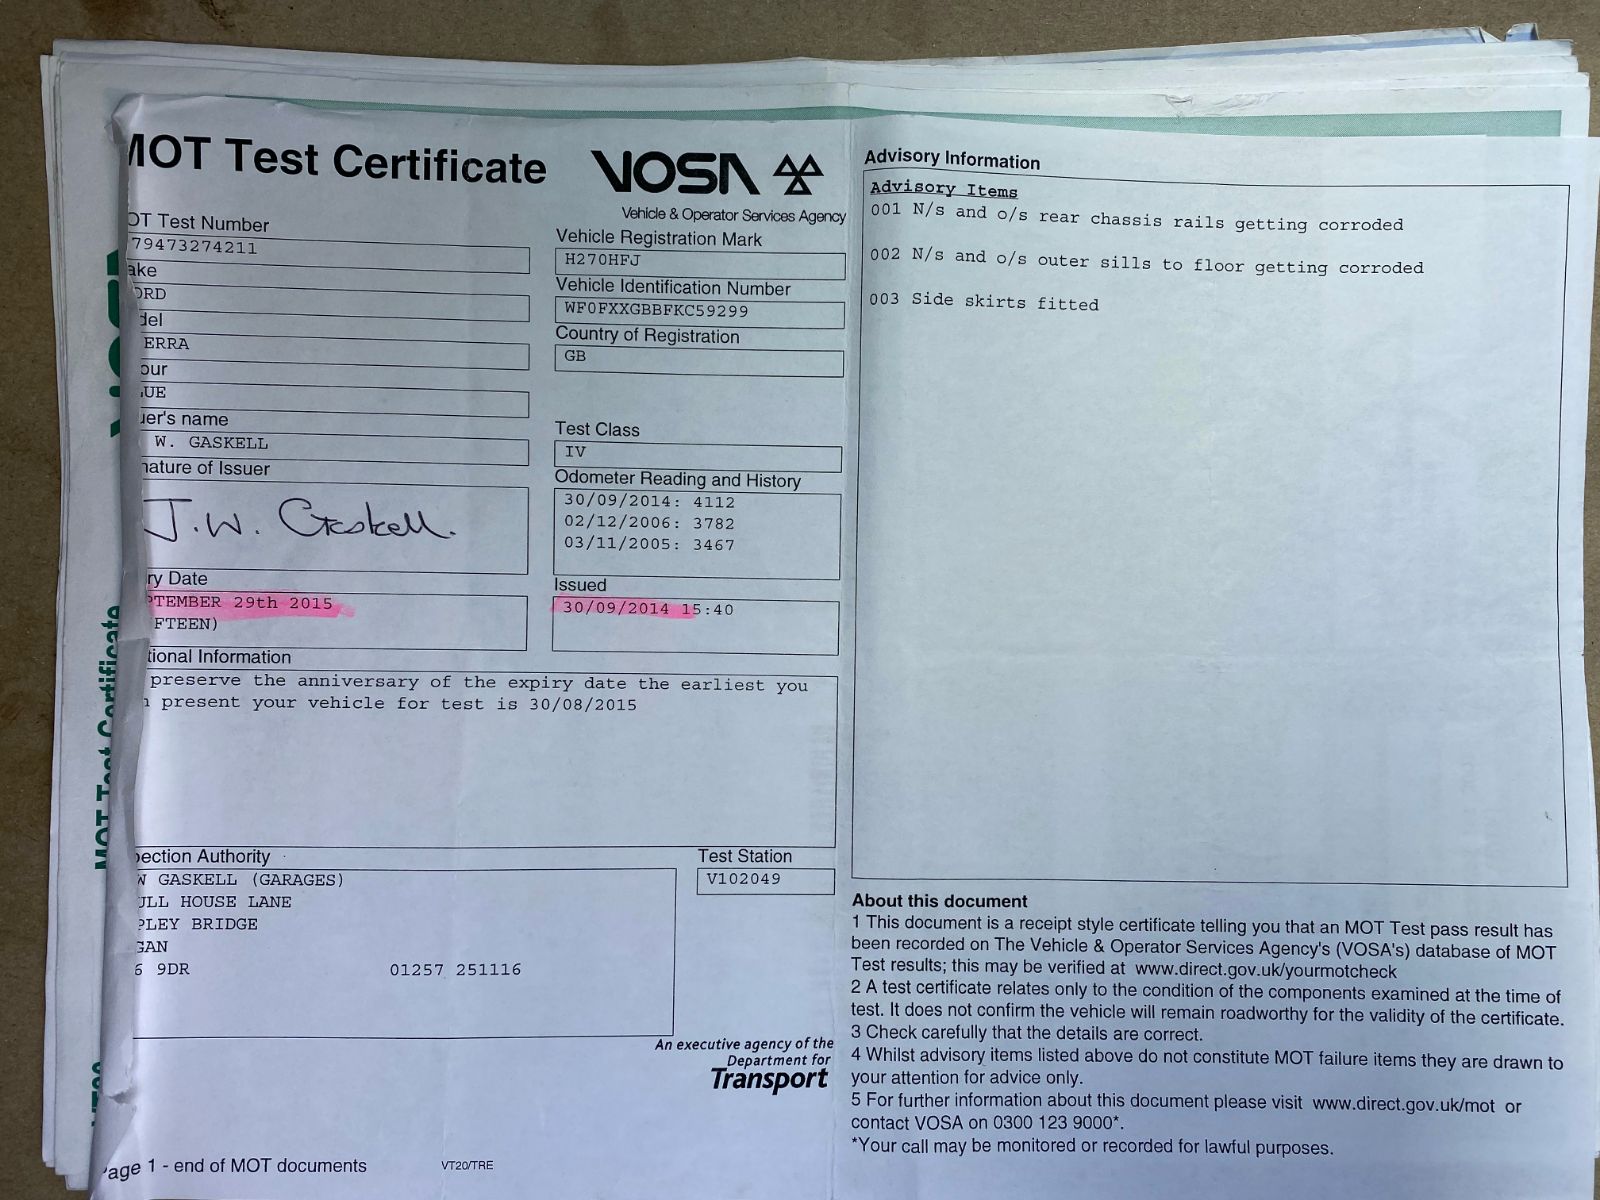 MOT Test Certificate
VOSA
Vehicle & Operator Services Agency
OT Test Number
79473274211
ake
ORD
del
ERRA
our
UE
uer's name
W. GASKELL
nature of Issuer
J.W. Gaskell.
ry Date
PTEMBER 29th 2015
FTEEN)
tional Information
preserve the anniversary of the expiry date the earliest you
present your vehicle for test is 30/08/2015
Vehicle Registration Mark
H270HFJ
Vehicle Identification Number
WF0FXXGBBFKC59299
Country of Registration
GB
Test Class
IV
Odometer Reading and History
30/09/2014: 4112
02/12/2006: 3782
03/11/2005: 3467
Issued
30/09/2014 15:40
pection Authority
W GASKELL (GARAGES)
ULL HOUSE LANE
PLEY BRIDGE
GAN
6 9DR 01257 251116
Test Station
V102049
An executive agency of the
Department for
Transport
Page 1 - end of MOT documents
VT20/TRE
Advisory Information
Advisory Items
001 N/s and o/s rear chassis rails getting corroded
002 N/s and o/s outer sills to floor getting corroded
003 Side skirts fitted
About this document
1 This document is a receipt style certificate telling you that an MOT Test pass result has
been recorded on The Vehicle & Operator Services Agency's (VOSA's) database of MOT
Test results; this may be verified at www.direct.gov.uk/yourmotcheck
2 A test certificate relates only to the condition of the components examined at the time of
test. It does not confirm the vehicle will remain roadworthy for the validity of the certificate.
3 Check carefully that the details are correct.
4 Whilst advisory items listed above do not constitute MOT failure items they are drawn to
your attention for advice only.
5 For further information about this document please visit www.direct.gov.uk/mot or
contact VOSA on 0300 123 9000*.
*Your call may be monitored or recorded for lawful purposes.
MOT Test Certificate